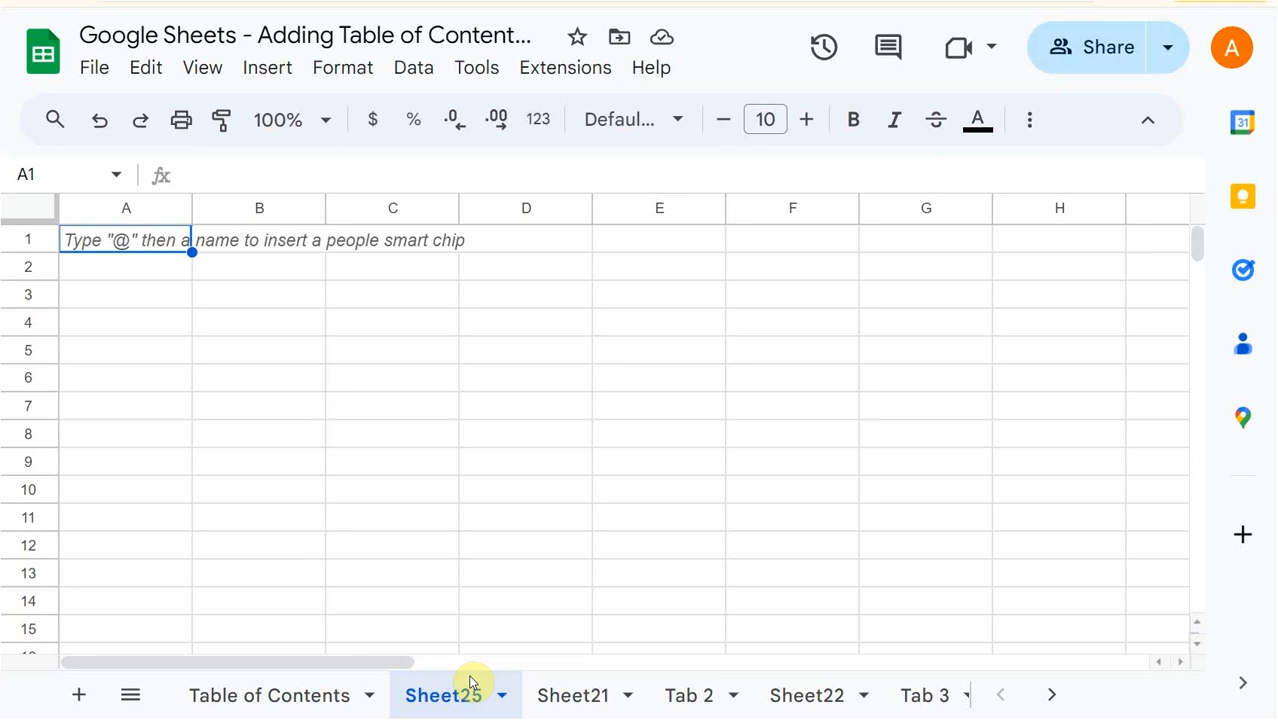 Google Sheets - Adding Table of Content...
File Edit View Insert Format Data Tools Extensions Help
Share
A
100% $ % .0 .00 123 Defaul... 10 B I S A
31
A1 fx
A B C D E F G H
1 Type "@" then a name to insert a people smart chip
2
3
4
5
6
7
8
9
10
11
12
13
14
15
Table of Contents Sheet25 Sheet21 Tab 2 Sheet22 Tab 3